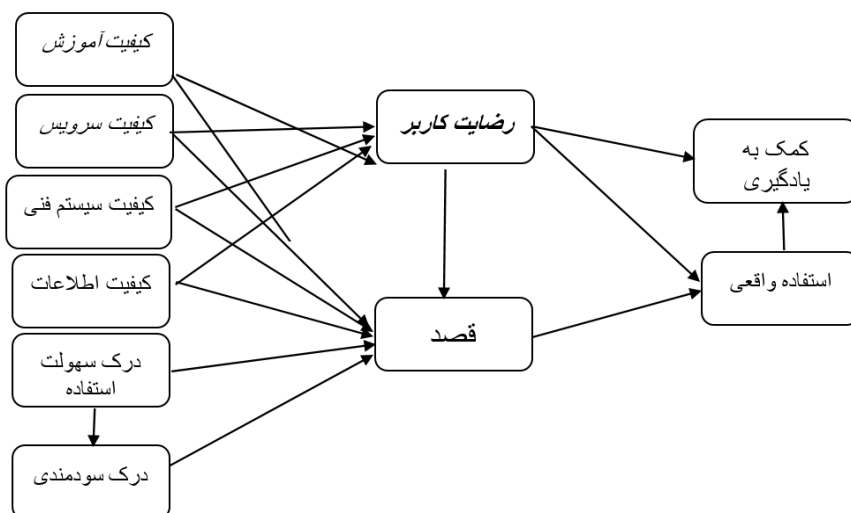 کیفیت آموزش
کیفیت سرویس
کیفیت سیستم فنی
کیفیت اطلاعات
درک سهولت
استفاده
درک سودمندی
رضایت کاربر
قصد
کمک به
یادگیری
استفاده واقعی